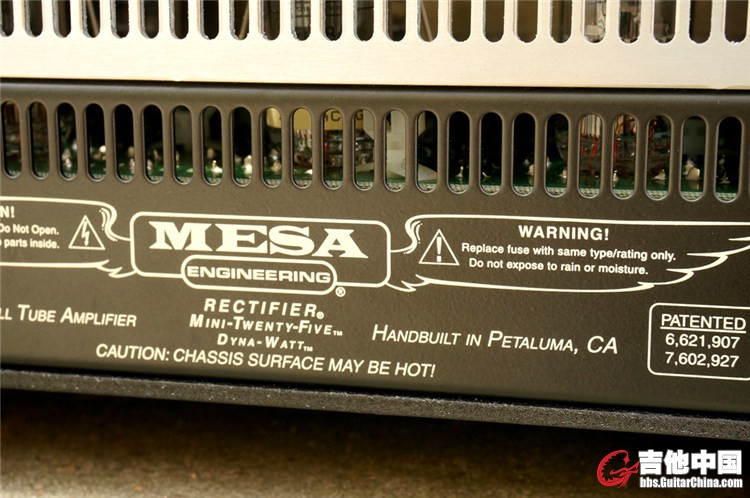 N!
Do Not Open.
parts inside.
MESA
ENGINEERING®
WARNING!
Replace fuse with same type/rating only.
Do not expose to rain or moisture.
LL TUBE AMPLIFIER
RECTIFIER®
MINI-TWENTY-FIVE™
DYNA-WATT™
HANDBUILT IN PETALUMA, CA
PATENTED
6,621,907
7,602,927
CAUTION: CHASSIS SURFACE MAY BE HOT!
吉他中国
bbs.GuitarChina.com